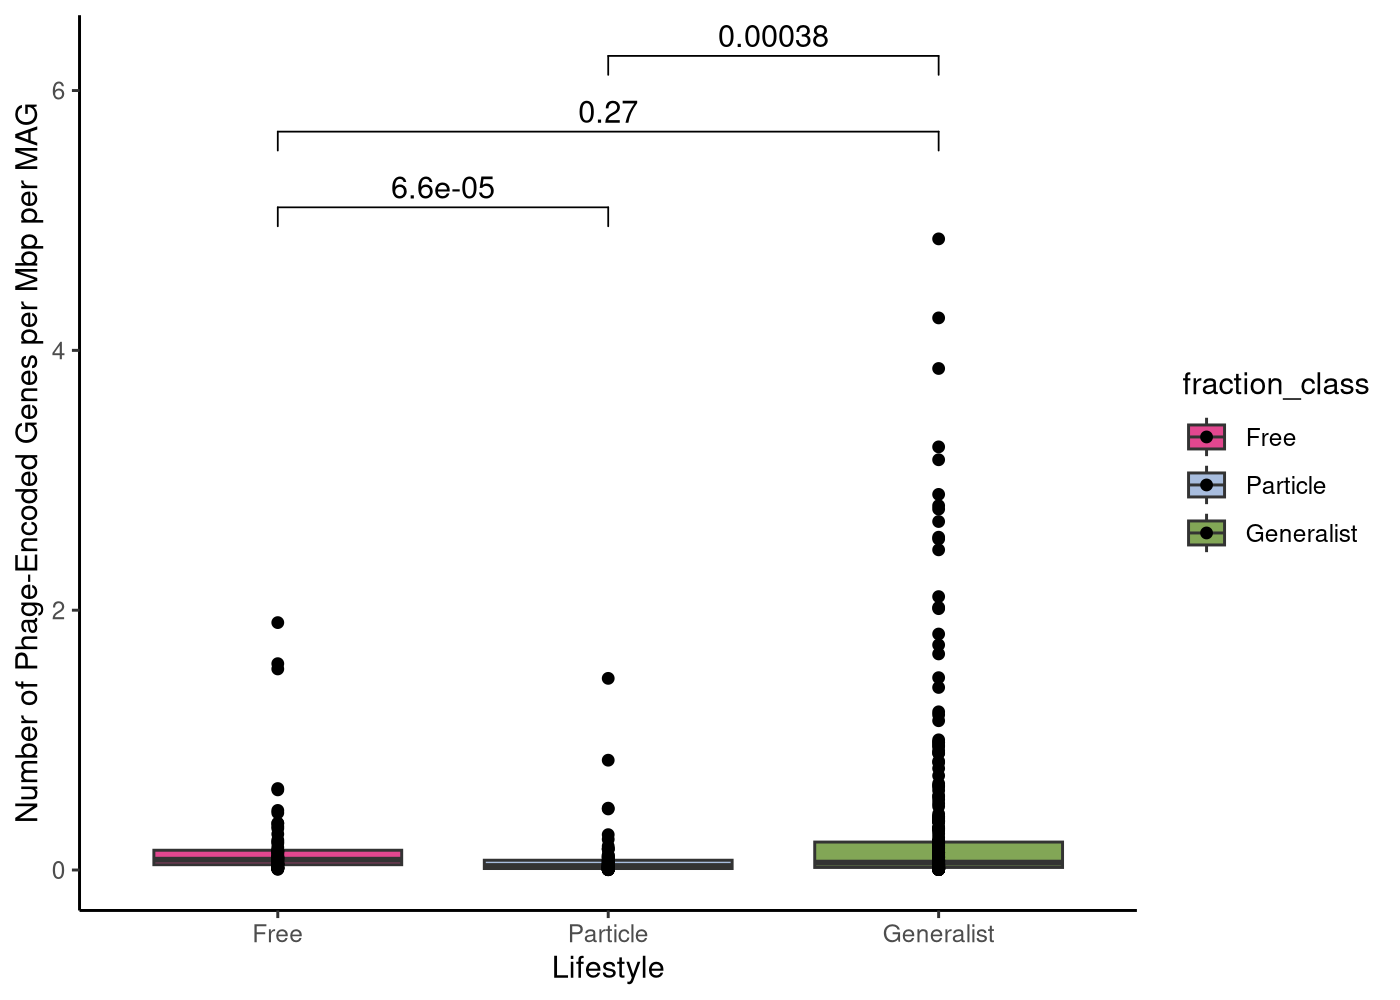 0.00038
0.27
6.6e-05
Number of Phage-Encoded Genes per Mbp per MAG
6
4
2
0
Free
Particle
Generalist
Lifestyle
fraction_class
Free
Particle
Generalist